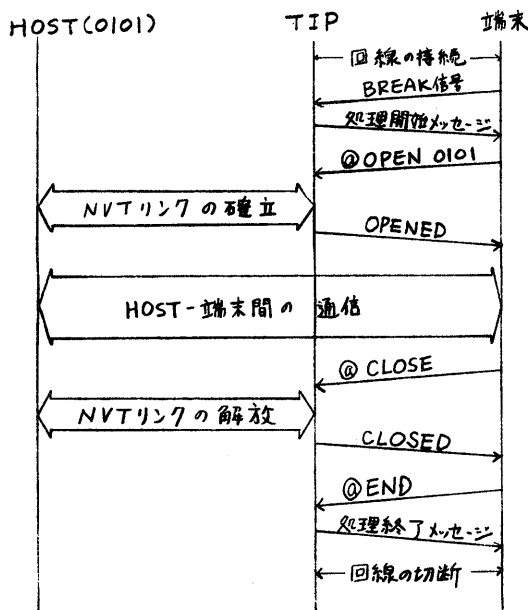 HOST(0101) TIP 端末
回線の接続
BREAK信号
処理開始メッセージ
@OPEN 0101
NVTリンクの確立
OPENED
HOST-端末間の通信
@CLOSE
NVTリンクの解放
CLOSED
@END
処理終了メッセージ
回線の切断